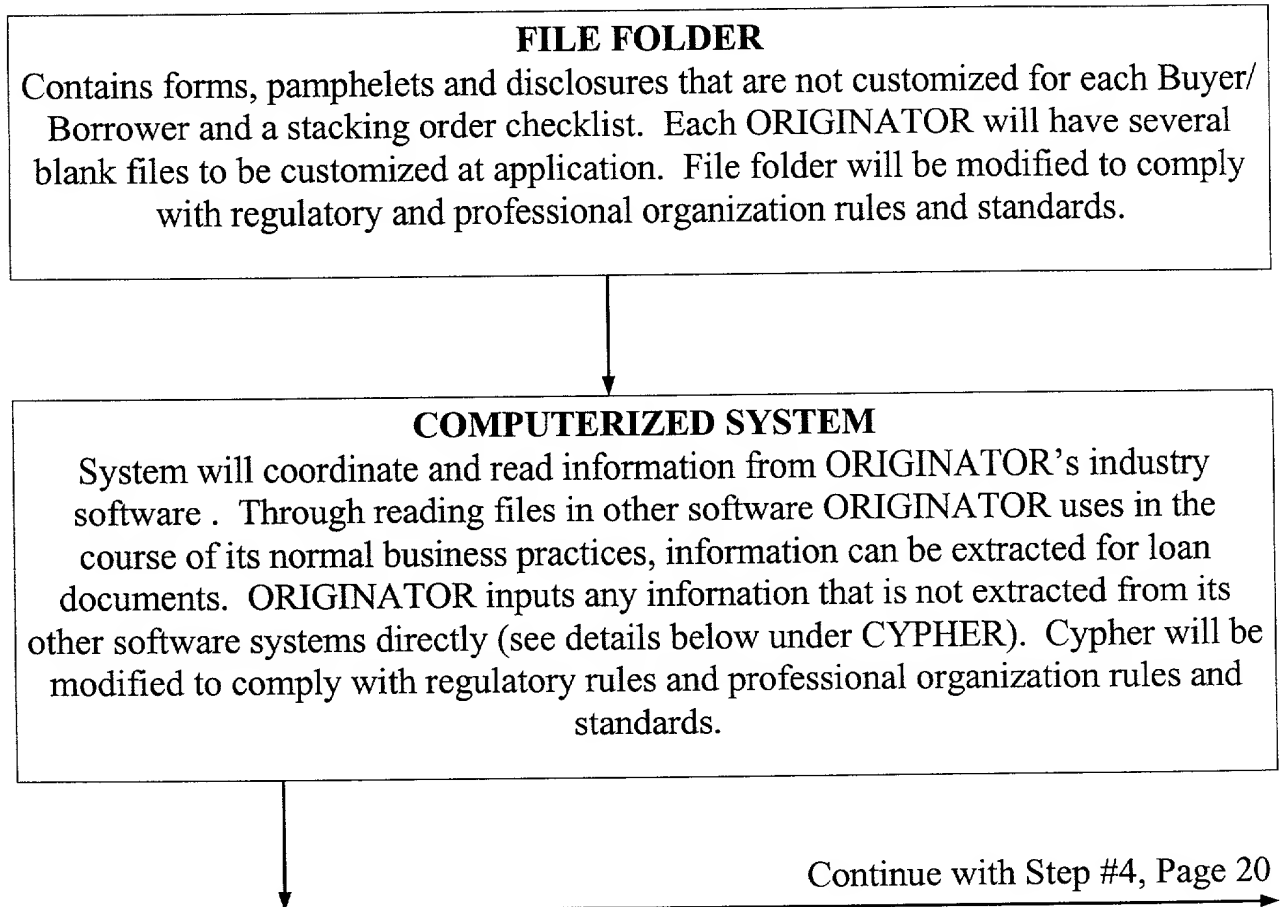 FILE FOLDER
Contains forms, pamphelets and disclosures that are not customized for each Buyer/
Borrower and a stacking order checklist. Each ORIGINATOR will have several
blank files to be customized at application. File folder will be modified to comply
with regulatory and professional organization rules and standards.
COMPUTERIZED SYSTEM
System will coordinate and read information from ORIGINATOR's industry
software . Through reading files in other software ORIGINATOR uses in the
course of its normal business practices, information can be extracted for loan
documents. ORIGINATOR inputs any infornation that is not extracted from its
other software systems directly (see details below under CYPHER). Cypher will be
modified to comply with regulatory rules and professional organization rules and
standards.
Continue with Step #4, Page 20